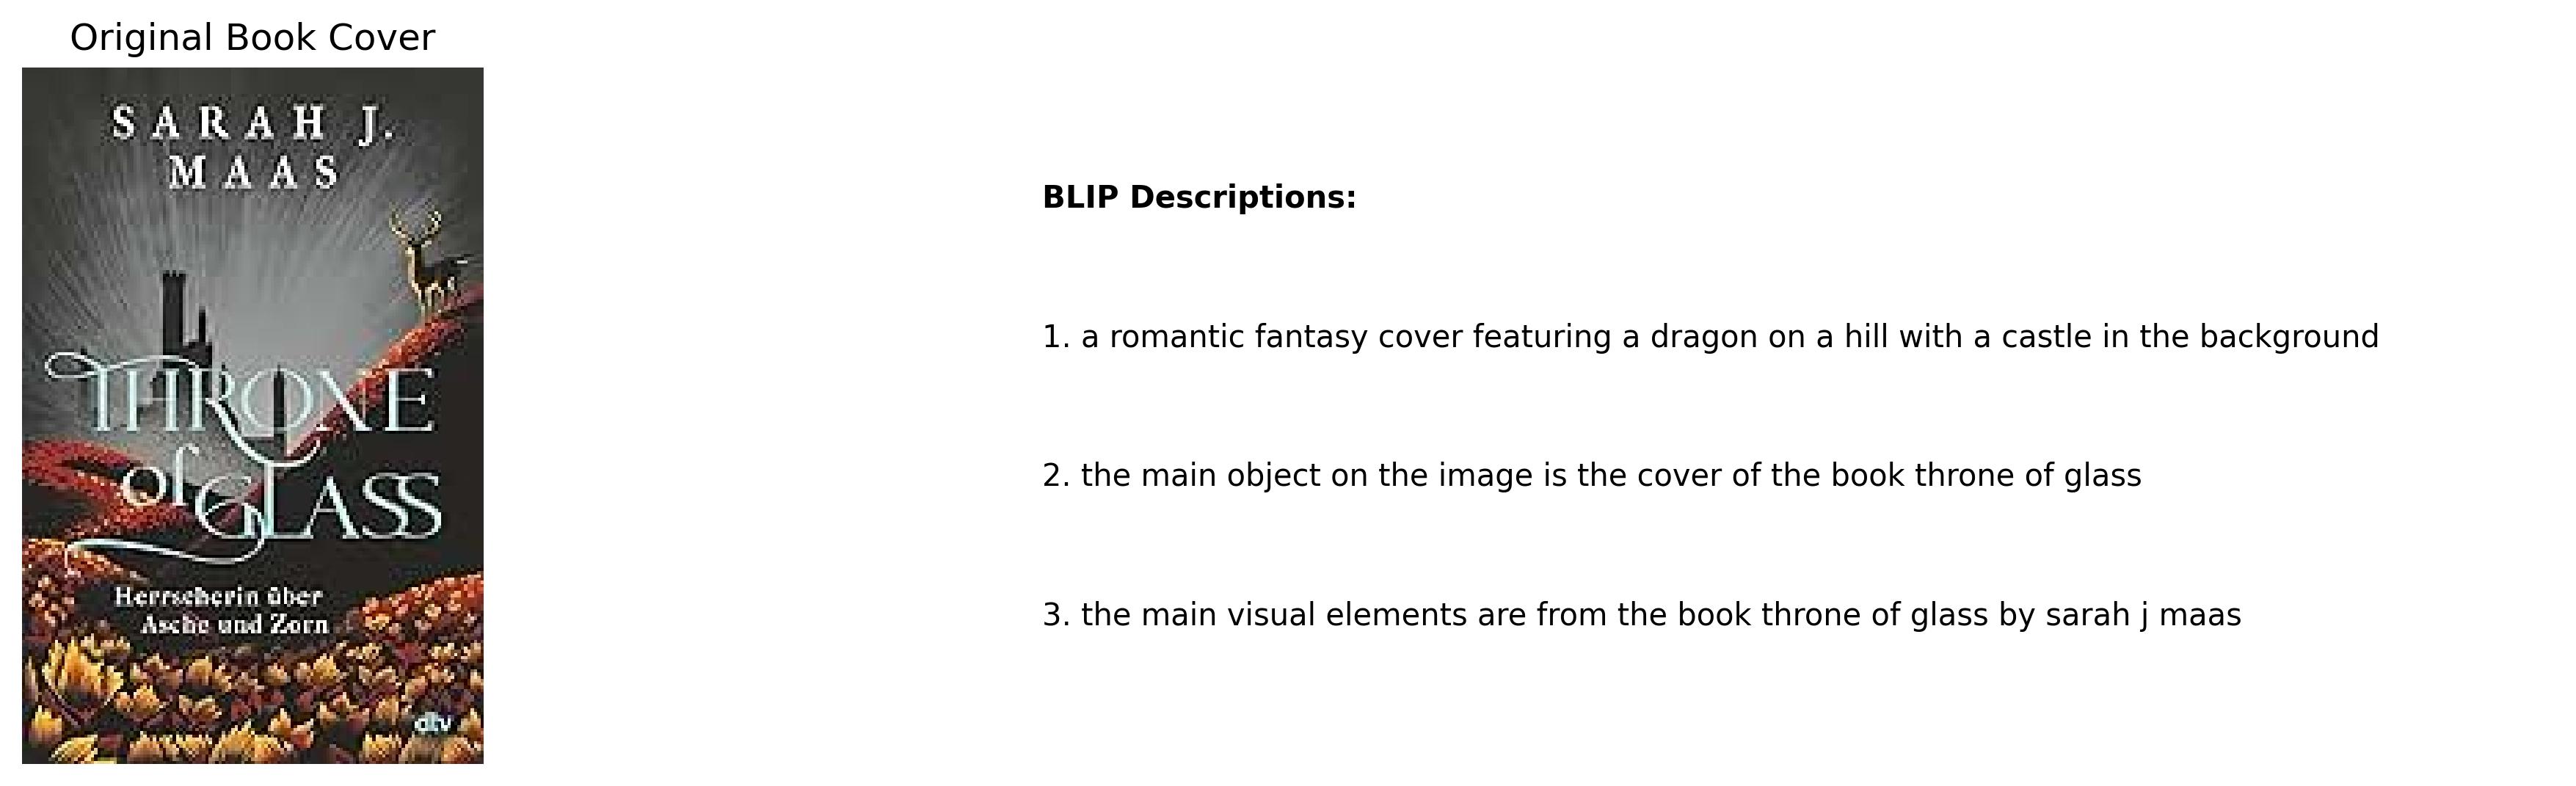 Original Book Cover
SARAH J.
MAAS
THRONE
of GLASS
Herrscherin über
Asche und Zorn
dtv
BLIP Descriptions:
1. a romantic fantasy cover featuring a dragon on a hill with a castle in the background
2. the main object on the image is the cover of the book throne of glass
3. the main visual elements are from the book throne of glass by sarah j maas